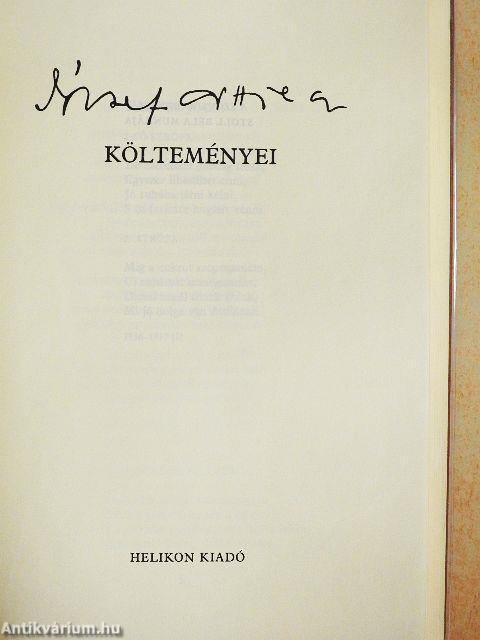 József Attila
KÖLTEMÉNYEI
HELIKON KIADÓ
Antikvárium.hu